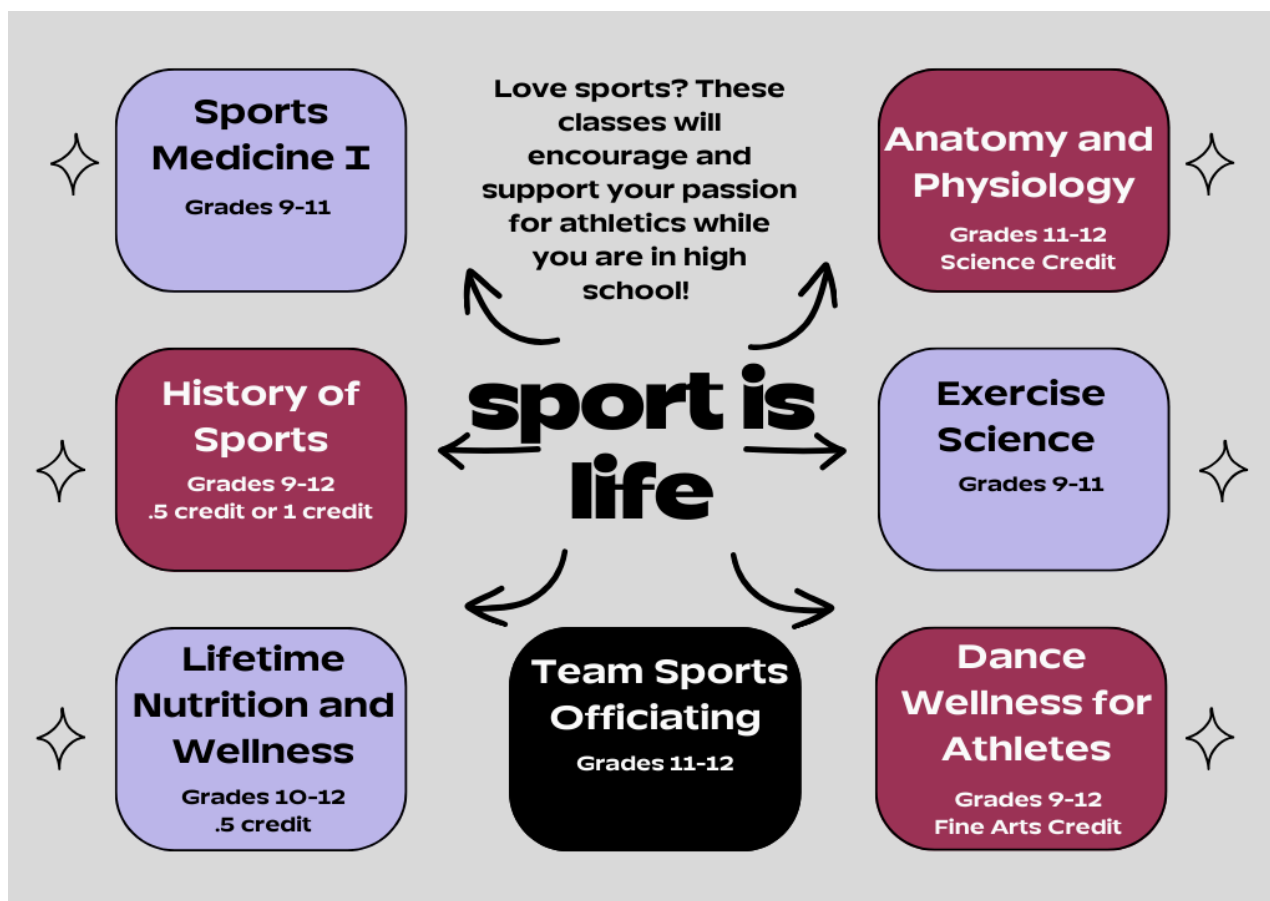 Sports
Medicine I
Grades 9-11
Love sports? These
classes will
encourage and
support your passion
for athletics while
you are in high
school!
Anatomy and
Physiology
Grades 11-12
Science Credit
History of
Sports
Grades 9-12
.5 credit or 1 credit
sport is
life
Exercise
Science
Grades 9-11
Lifetime
Nutrition and
Wellness
Grades 10-12
.5 credit
Team Sports
Officiating
Grades 11-12
Dance
Wellness for
Athletes
Grades 9-12
Fine Arts Credit